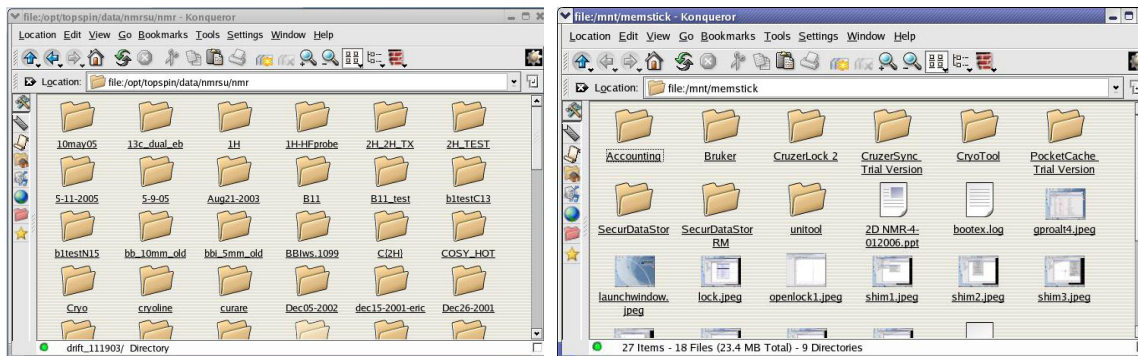 file:/opt/topspin/data/nmrsu/nmr - Konqueror
Location Edit View Go Bookmarks Tools Settings Window Help
Location: file:/opt/topspin/data/nmrsu/nmr
10may05 13c_dual_eb 1H 1H-HFprobe 2H_2H_TX 2H_TEST
5-11-2005 5-9-05 Aug21-2003 B11 B11_test b1testC13
b1testN15 bb_10mm_old bbi_5mm_old BBIws.1099 C{2H} COSY_HOT
Cryo cryoline curare Dec05-2002 dec15-2001-eric Dec26-2001
drift_111903/ Directory
file:/mnt/memstick - Konqueror
Location Edit View Go Bookmarks Tools Settings Window Help
Location: file:/mnt/memstick
Accounting Bruker CruzerLock 2 CruzerSync CryoTool PocketCache
Trial Version Trial Version
SecurDataStor SecurDataStor unitool 2D NMR-4- bootex.log gproalt4.jpeg
RM 012006.ppt
launchwindow. lock.jpeg openlock1.jpeg shim1.jpeg shim2.jpeg shim3.jpeg
jpeg
27 Items - 18 Files (23.4 MB Total) - 9 Directories